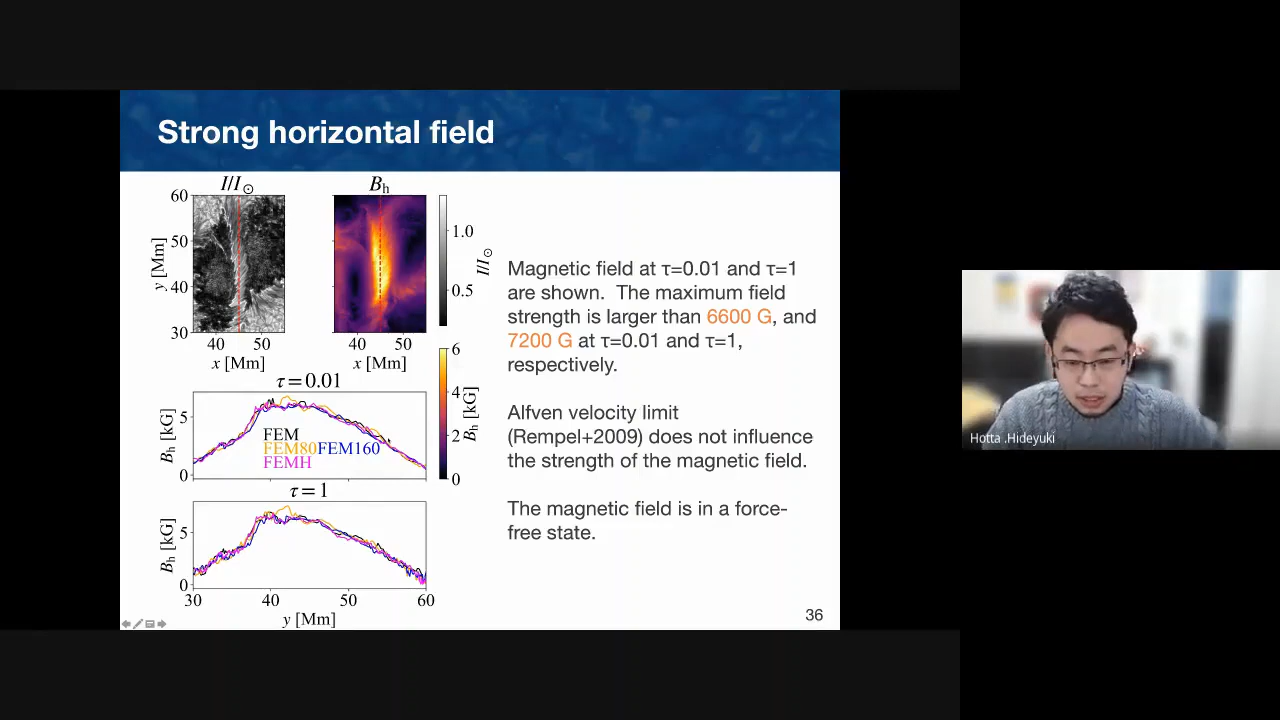 Strong horizontal field
I/I⊙
Bh
60
50
40
30
y [Mm]
40 50
x [Mm]
40 50
x [Mm]
1.0
0.5
I/I⊙
6
4
2
0
Bh [kG]
τ = 0.01
5
0
Bh [kG]
FEM
FEM80FEM160
FEMH
τ = 1
5
0
Bh [kG]
30 40 50 60
y [Mm]
Magnetic field at τ=0.01 and τ=1
are shown. The maximum field
strength is larger than 6600 G, and
7200 G at τ=0.01 and τ=1,
respectively.
Alfven velocity limit
(Rempel+2009) does not influence
the strength of the magnetic field.
The magnetic field is in a force-
free state.
36
Hotta .Hideyuki